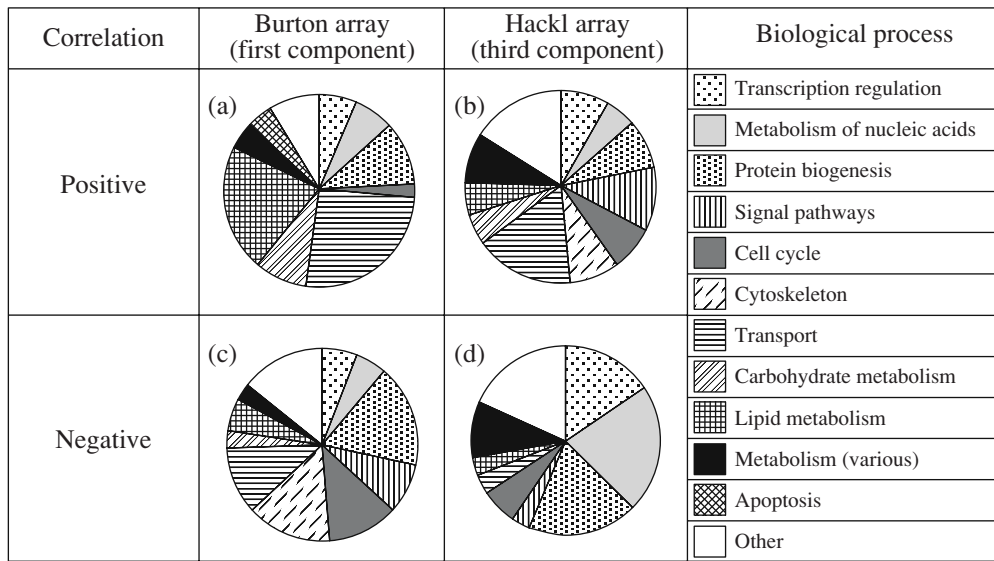 Correlation
Burton array
(first component)
Hackl array
(third component)
Biological process
Positive
(a)
(b)
Transcription regulation
Metabolism of nucleic acids
Protein biogenesis
Signal pathways
Cell cycle
Cytoskeleton
Negative
(c)
(d)
Transport
Carbohydrate metabolism
Lipid metabolism
Metabolism (various)
Apoptosis
Other